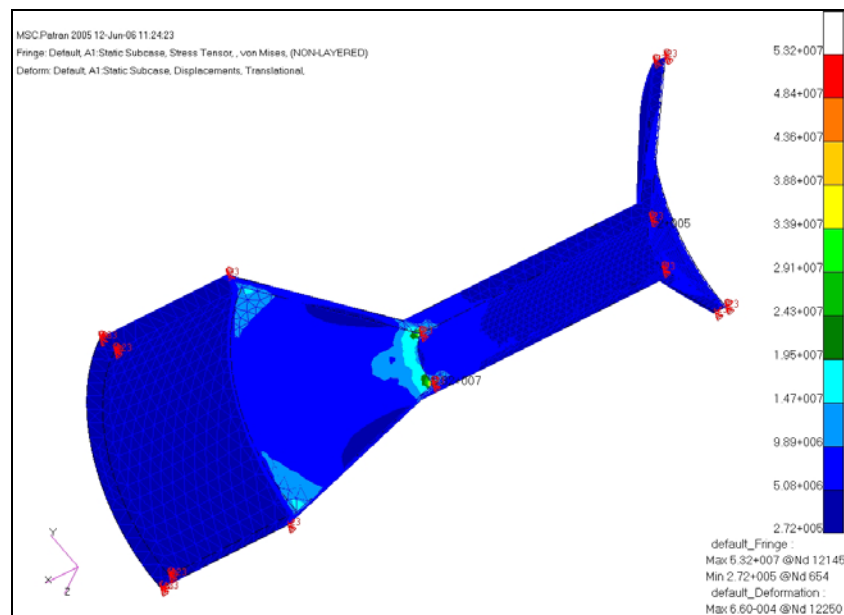 MSC.Patran 2005 12-Jun-06 11:24:23
Fringe: Default, A1:Static Subcase, Stress Tensor, , von Mises, (NON-LAYERED)
Deform: Default, A1:Static Subcase, Displacements, Translational,
5.32+007
4.84+007
4.36+007
3.88+007
3.39+007
2.91+007
2.43+007
1.95+007
1.47+007
9.89+006
5.08+006
2.72+005
default_Fringe :
Max 5.32+007 @Nd 12145
Min 2.72+005 @Nd 654
default_Deformation :
Max 6.60-004 @Nd 12250
Y
X
Z